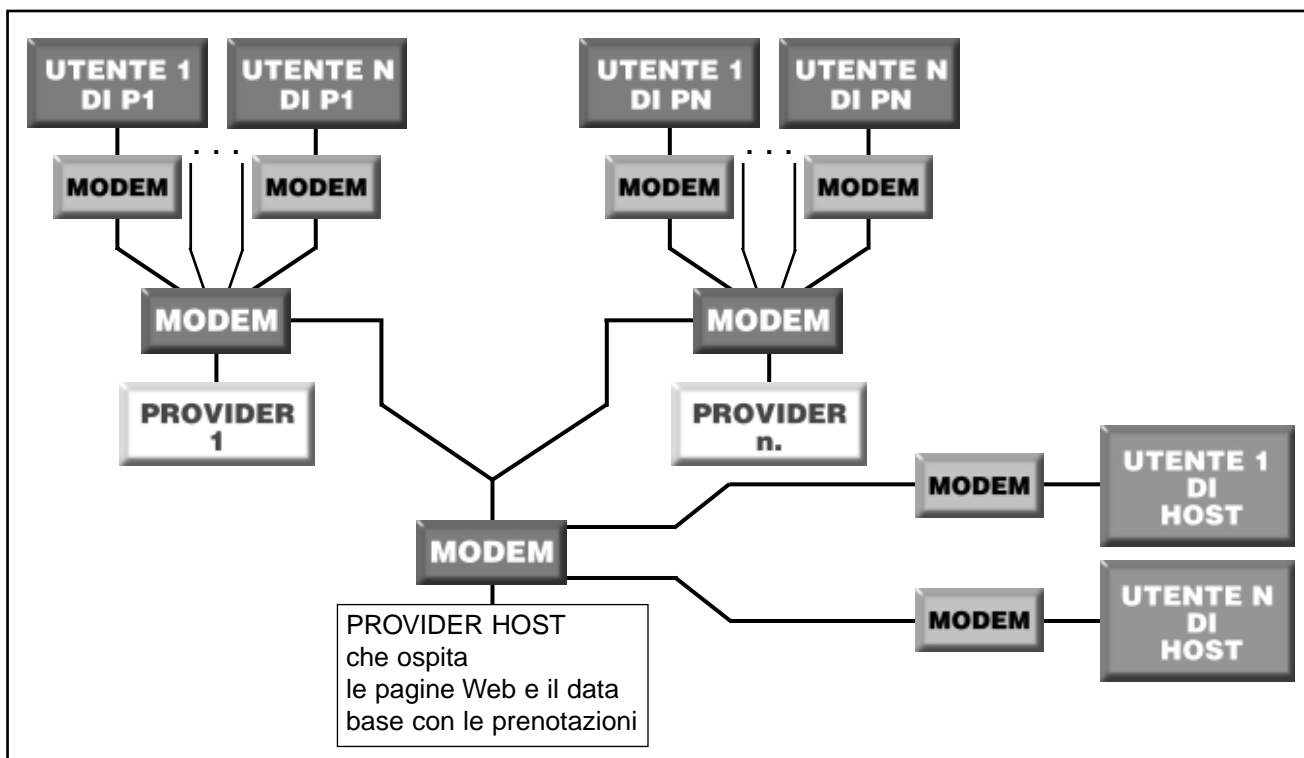 UTENTE 1
DI P1
UTENTE N
DI P1
UTENTE 1
DI PN
UTENTE N
DI PN
. . .
. . .
MODEM
MODEM
MODEM
MODEM
MODEM
MODEM
PROVIDER
1
PROVIDER
n.
MODEM
UTENTE 1
DI
HOST
MODEM
MODEM
UTENTE N
DI
HOST
PROVIDER HOST
che ospita
le pagine Web e il data
base con le prenotazioni